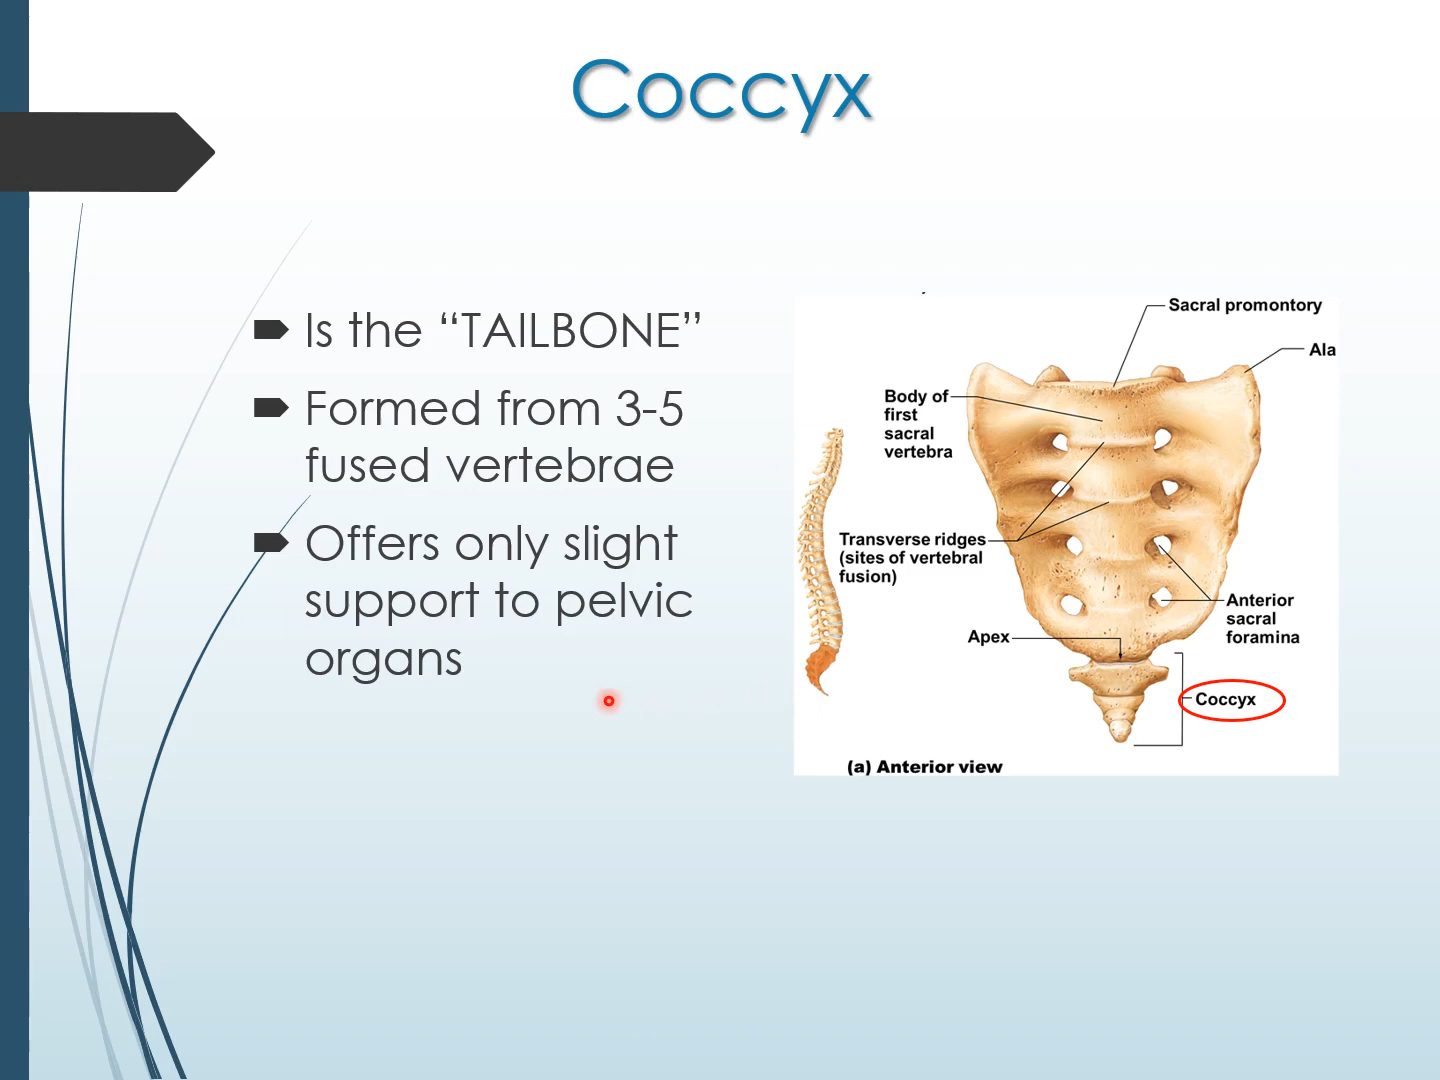 Coccyx
Is the “TAILBONE”
Formed from 3-5
fused vertebrae
Offers only slight
support to pelvic
organs
Sacral promontory
Ala
Body of
first
sacral
vertebra
Transverse ridges
(sites of vertebral
fusion)
Anterior
sacral
foramina
Apex
Coccyx
(a) Anterior view